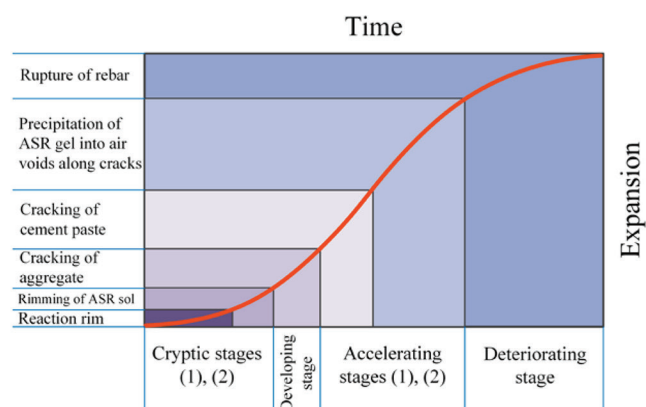 Time
Rupture of rebar
Precipitation of
ASR gel into air
voids along cracks
Cracking of
cement paste
Cracking of
aggregate
Rimming of ASR sol
Reaction rim
Expansion
Cryptic stages
(1), (2)
Developing
stage
Accelerating
stages (1), (2)
Deteriorating
stage